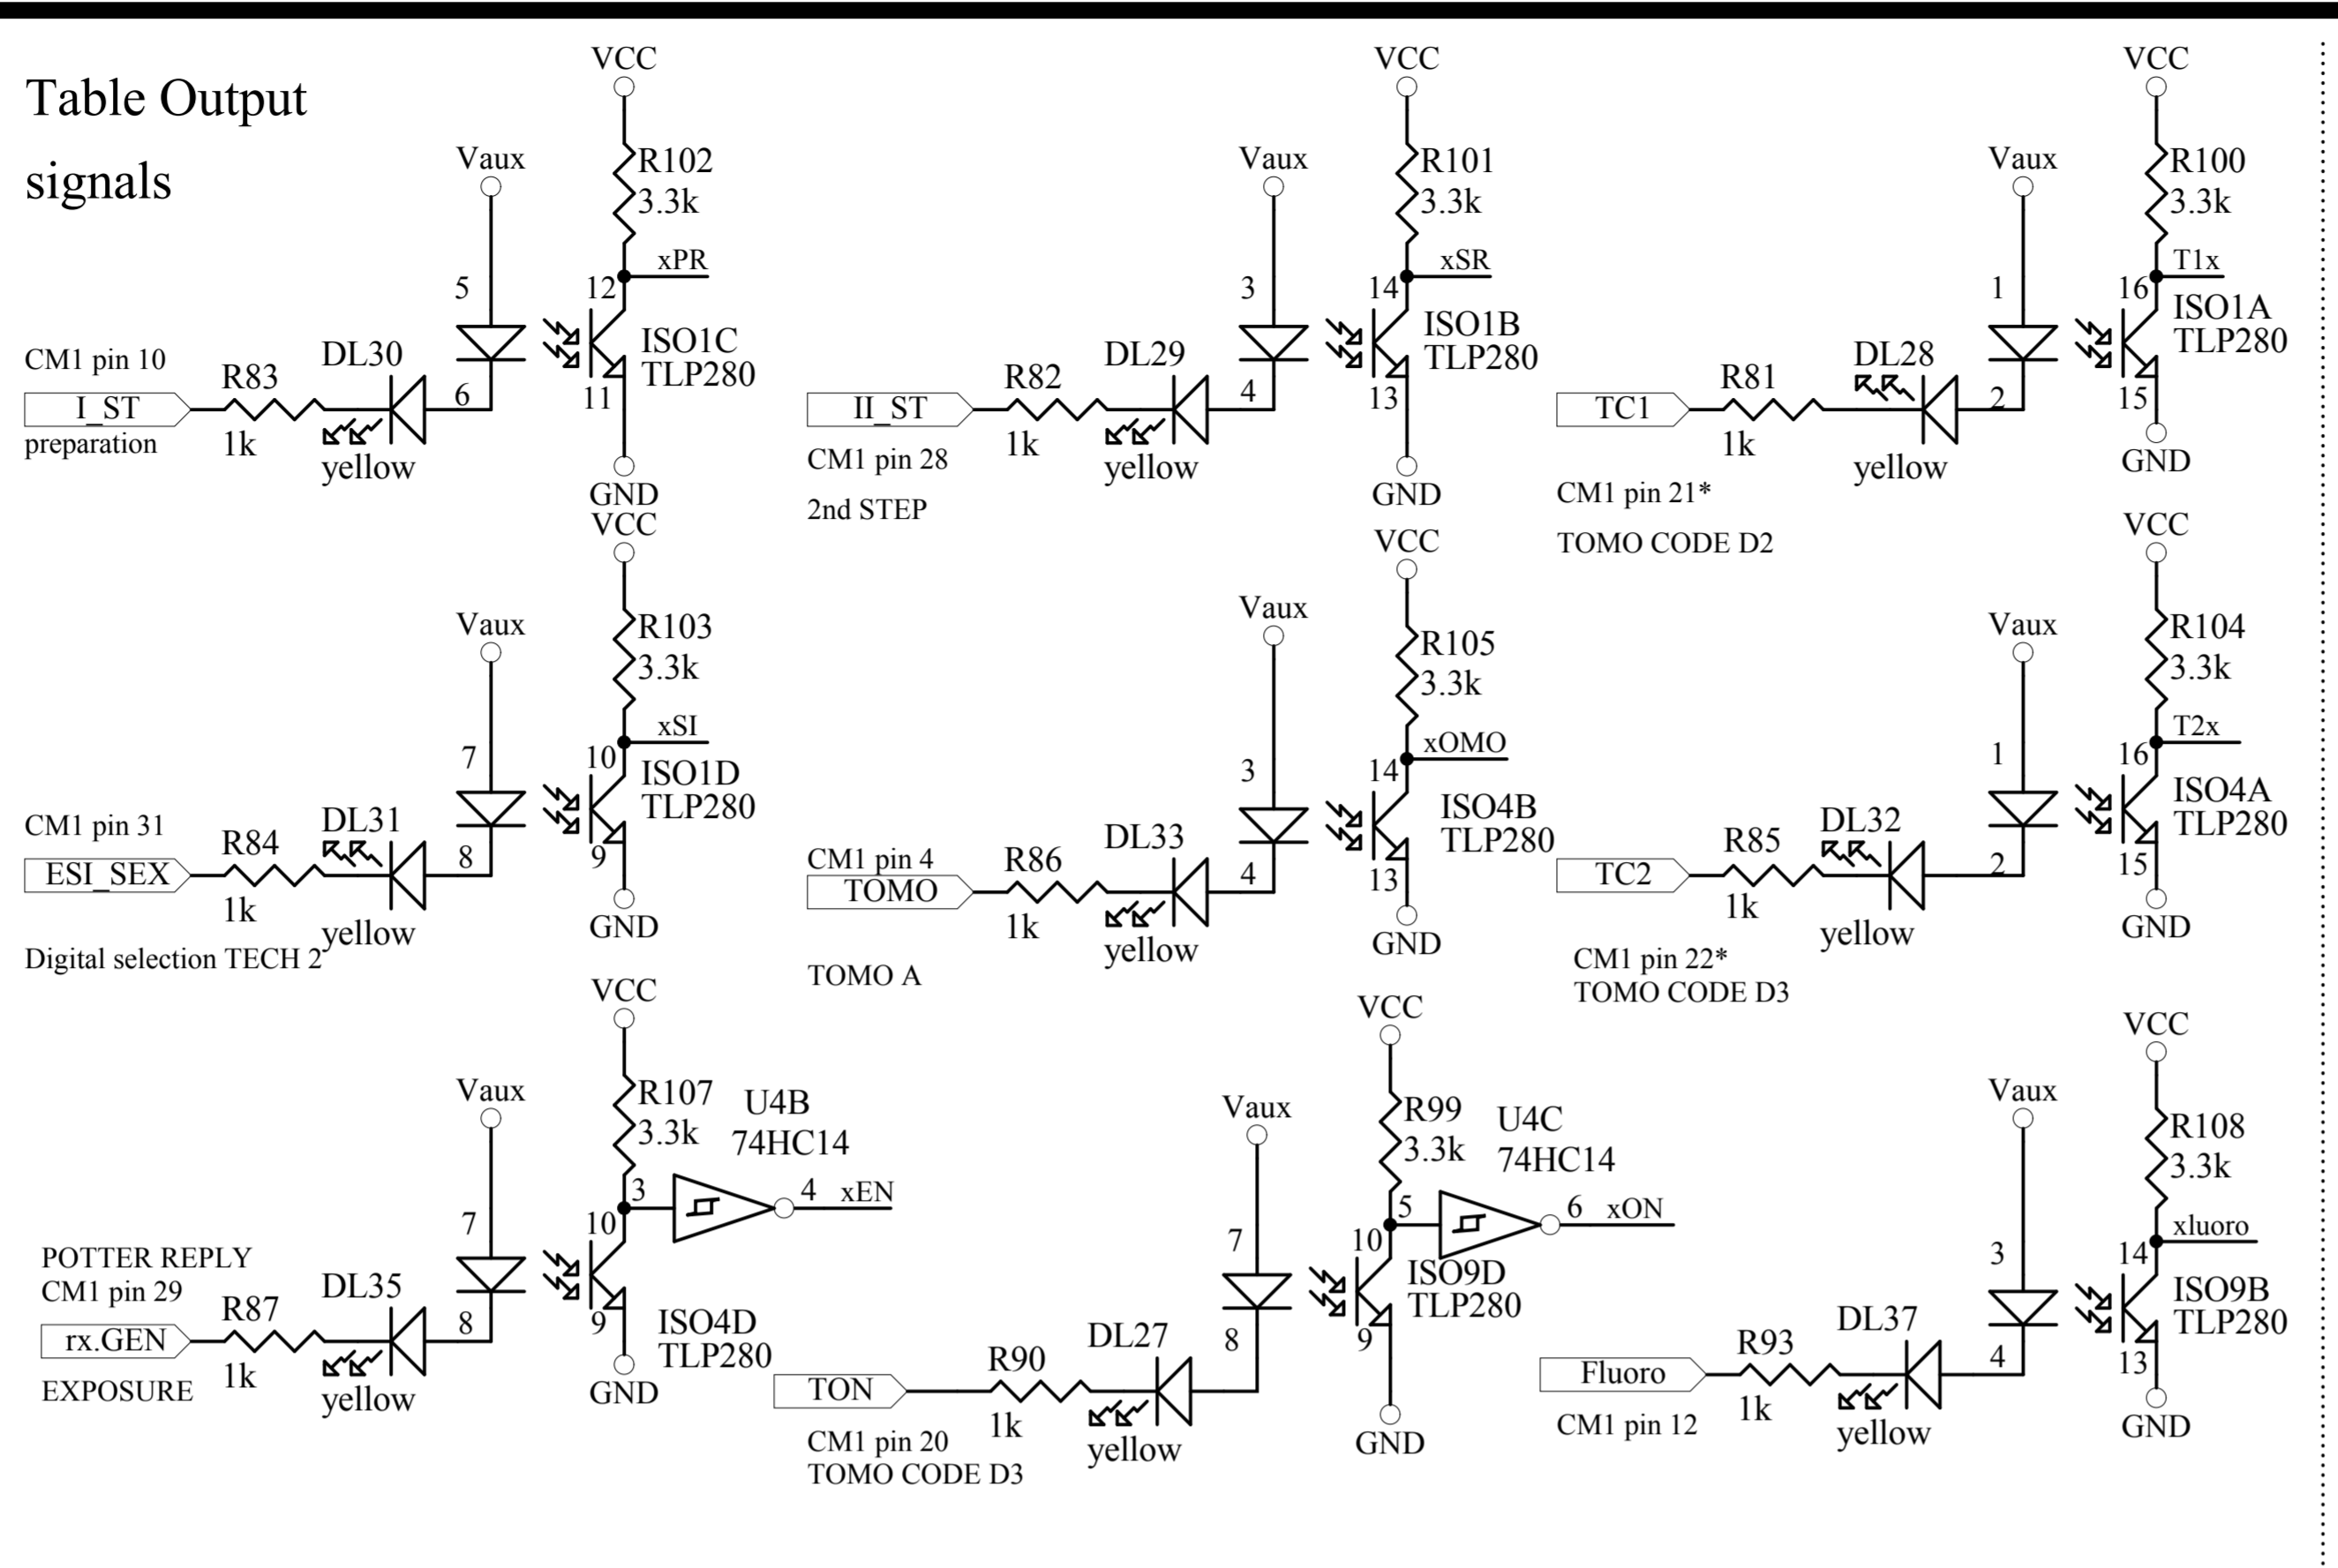 Table Output
signals
VCC
Vaux
R102
3.3k
xPR
12
5
ISO1C
TLP280
11
6
CM1 pin 10
I_ST
preparation
R83
1k
DL30
yellow
GND
VCC
Vaux
R101
3.3k
xSR
14
3
ISO1B
TLP280
13
4
II_ST
CM1 pin 28
2nd STEP
R82
1k
DL29
yellow
GND
VCC
Vaux
R100
3.3k
T1x
16
1
ISO1A
TLP280
15
2
TC1
CM1 pin 21*
TOMO CODE D2
R81
1k
DL28
yellow
GND
VCC
Vaux
R103
3.3k
xSI
10
7
ISO1D
TLP280
9
8
CM1 pin 31
ESI_SEX
Digital selection TECH 2
R84
1k
DL31
yellow
GND
VCC
Vaux
R105
3.3k
xOMO
14
3
ISO4B
TLP280
13
4
CM1 pin 4
TOMO
TOMO A
R86
1k
DL33
yellow
GND
VCC
Vaux
R104
3.3k
T2x
16
1
ISO4A
TLP280
15
2
TC2
CM1 pin 22*
TOMO CODE D3
R85
1k
DL32
yellow
GND
VCC
Vaux
R107
3.3k
U4B
74HC14
3
4
xEN
10
7
ISO4D
TLP280
9
8
POTTER REPLY
CM1 pin 29
rx.GEN
EXPOSURE
R87
1k
DL35
yellow
GND
VCC
Vaux
R99
3.3k
U4C
74HC14
5
6
xON
10
7
ISO9D
TLP280
9
8
TON
CM1 pin 20
TOMO CODE D3
R90
1k
DL27
yellow
GND
VCC
Vaux
R108
3.3k
xluoro
14
3
ISO9B
TLP280
13
4
Fluoro
CM1 pin 12
R93
1k
DL37
yellow
GND